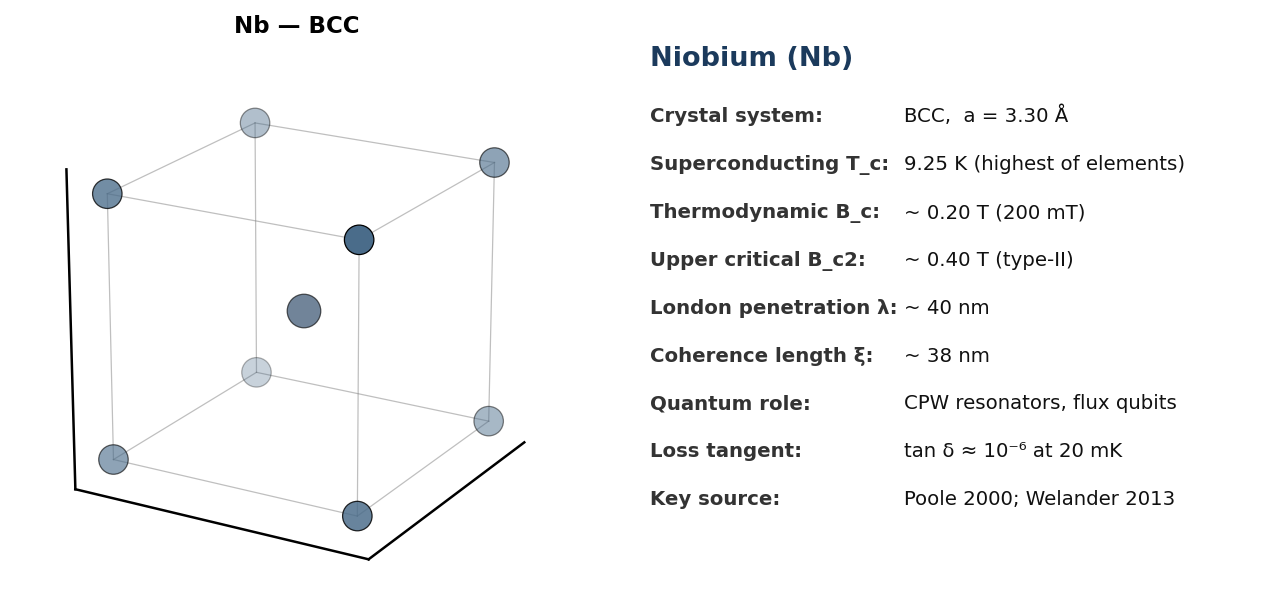 Nb — BCC
Niobium (Nb)
Crystal system: BCC,  a = 3.30 Å
Superconducting T_c: 9.25 K (highest of elements)
Thermodynamic B_c: ~ 0.20 T (200 mT)
Upper critical B_c2: ~ 0.40 T (type-II)
London penetration λ: ~ 40 nm
Coherence length ξ: ~ 38 nm
Quantum role: CPW resonators, flux qubits
Loss tangent: tan δ ≈ 10⁻⁶ at 20 mK
Key source: Poole 2000; Welander 2013